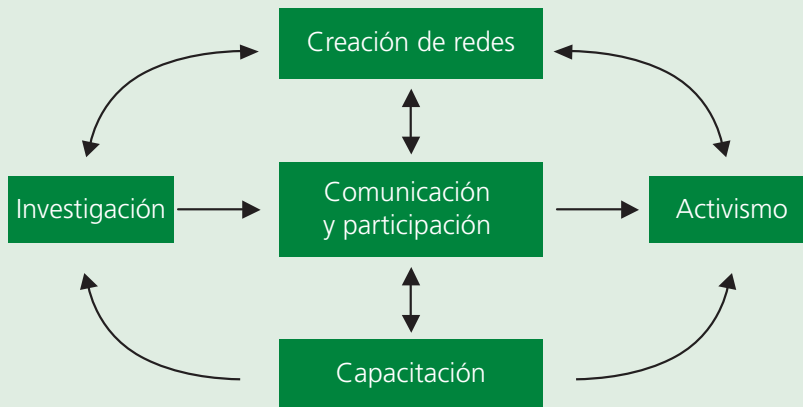 Creación de redes
Investigación
Comunicación
y participación
Activismo
Capacitación